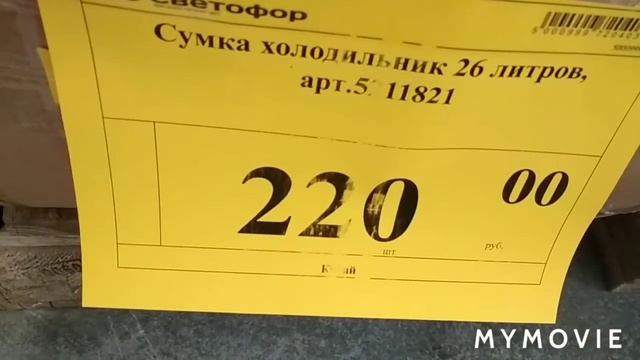 Светофор
Сумка холодильник 26 литров,
220
00
шт
руб.
MYMOVIE